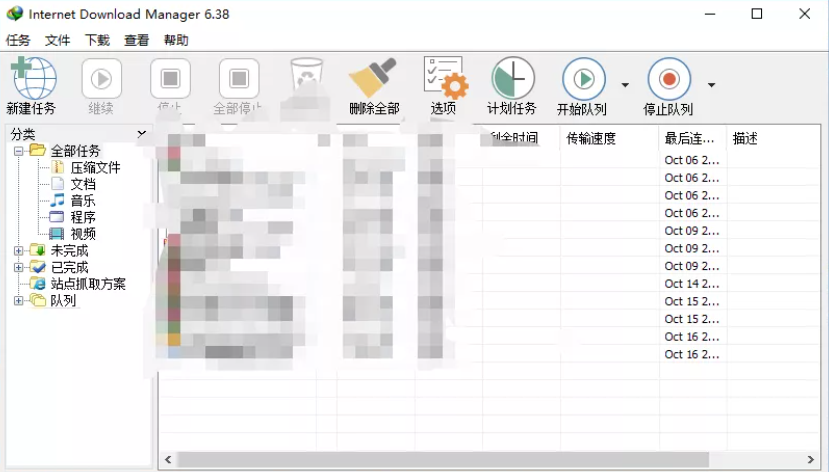 Internet Download Manager 6.38
任务 文件 下载 查看 帮助
新建任务 继续 停止 全部停止 删除全部 选项 计划任务 开始队列 停止队列
分类 剩余时间 传输速度 最后连... 描述
全部任务
压缩文件
文档
音乐
程序
视频
未完成
已完成
站点抓取方案
队列
Oct 06 2...
Oct 06 2...
Oct 06 2...
Oct 06 2...
Oct 09 2...
Oct 09 2...
Oct 09 2...
Oct 14 2...
Oct 15 2...
Oct 15 2...
Oct 16 2...
Oct 16 2...